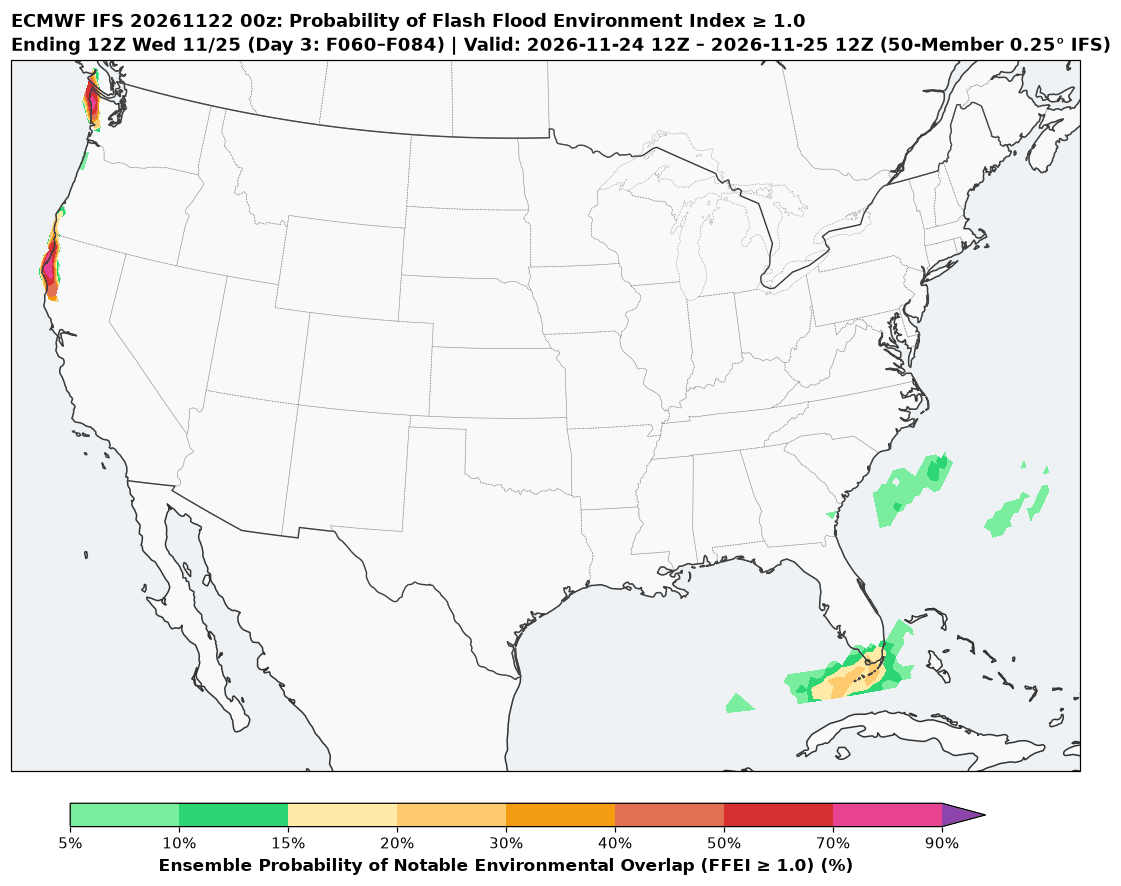 ECMWF IFS 20261122 00z: Probability of Flash Flood Environment Index ≥ 1.0
Ending 12Z Wed 11/25 (Day 3: F060–F084) | Valid: 2026-11-24 12Z – 2026-11-25 12Z (50-Member 0.25° IFS)
5% 10% 15% 20% 30% 40% 50% 70% 90%
Ensemble Probability of Notable Environmental Overlap (FFEI ≥ 1.0) (%)